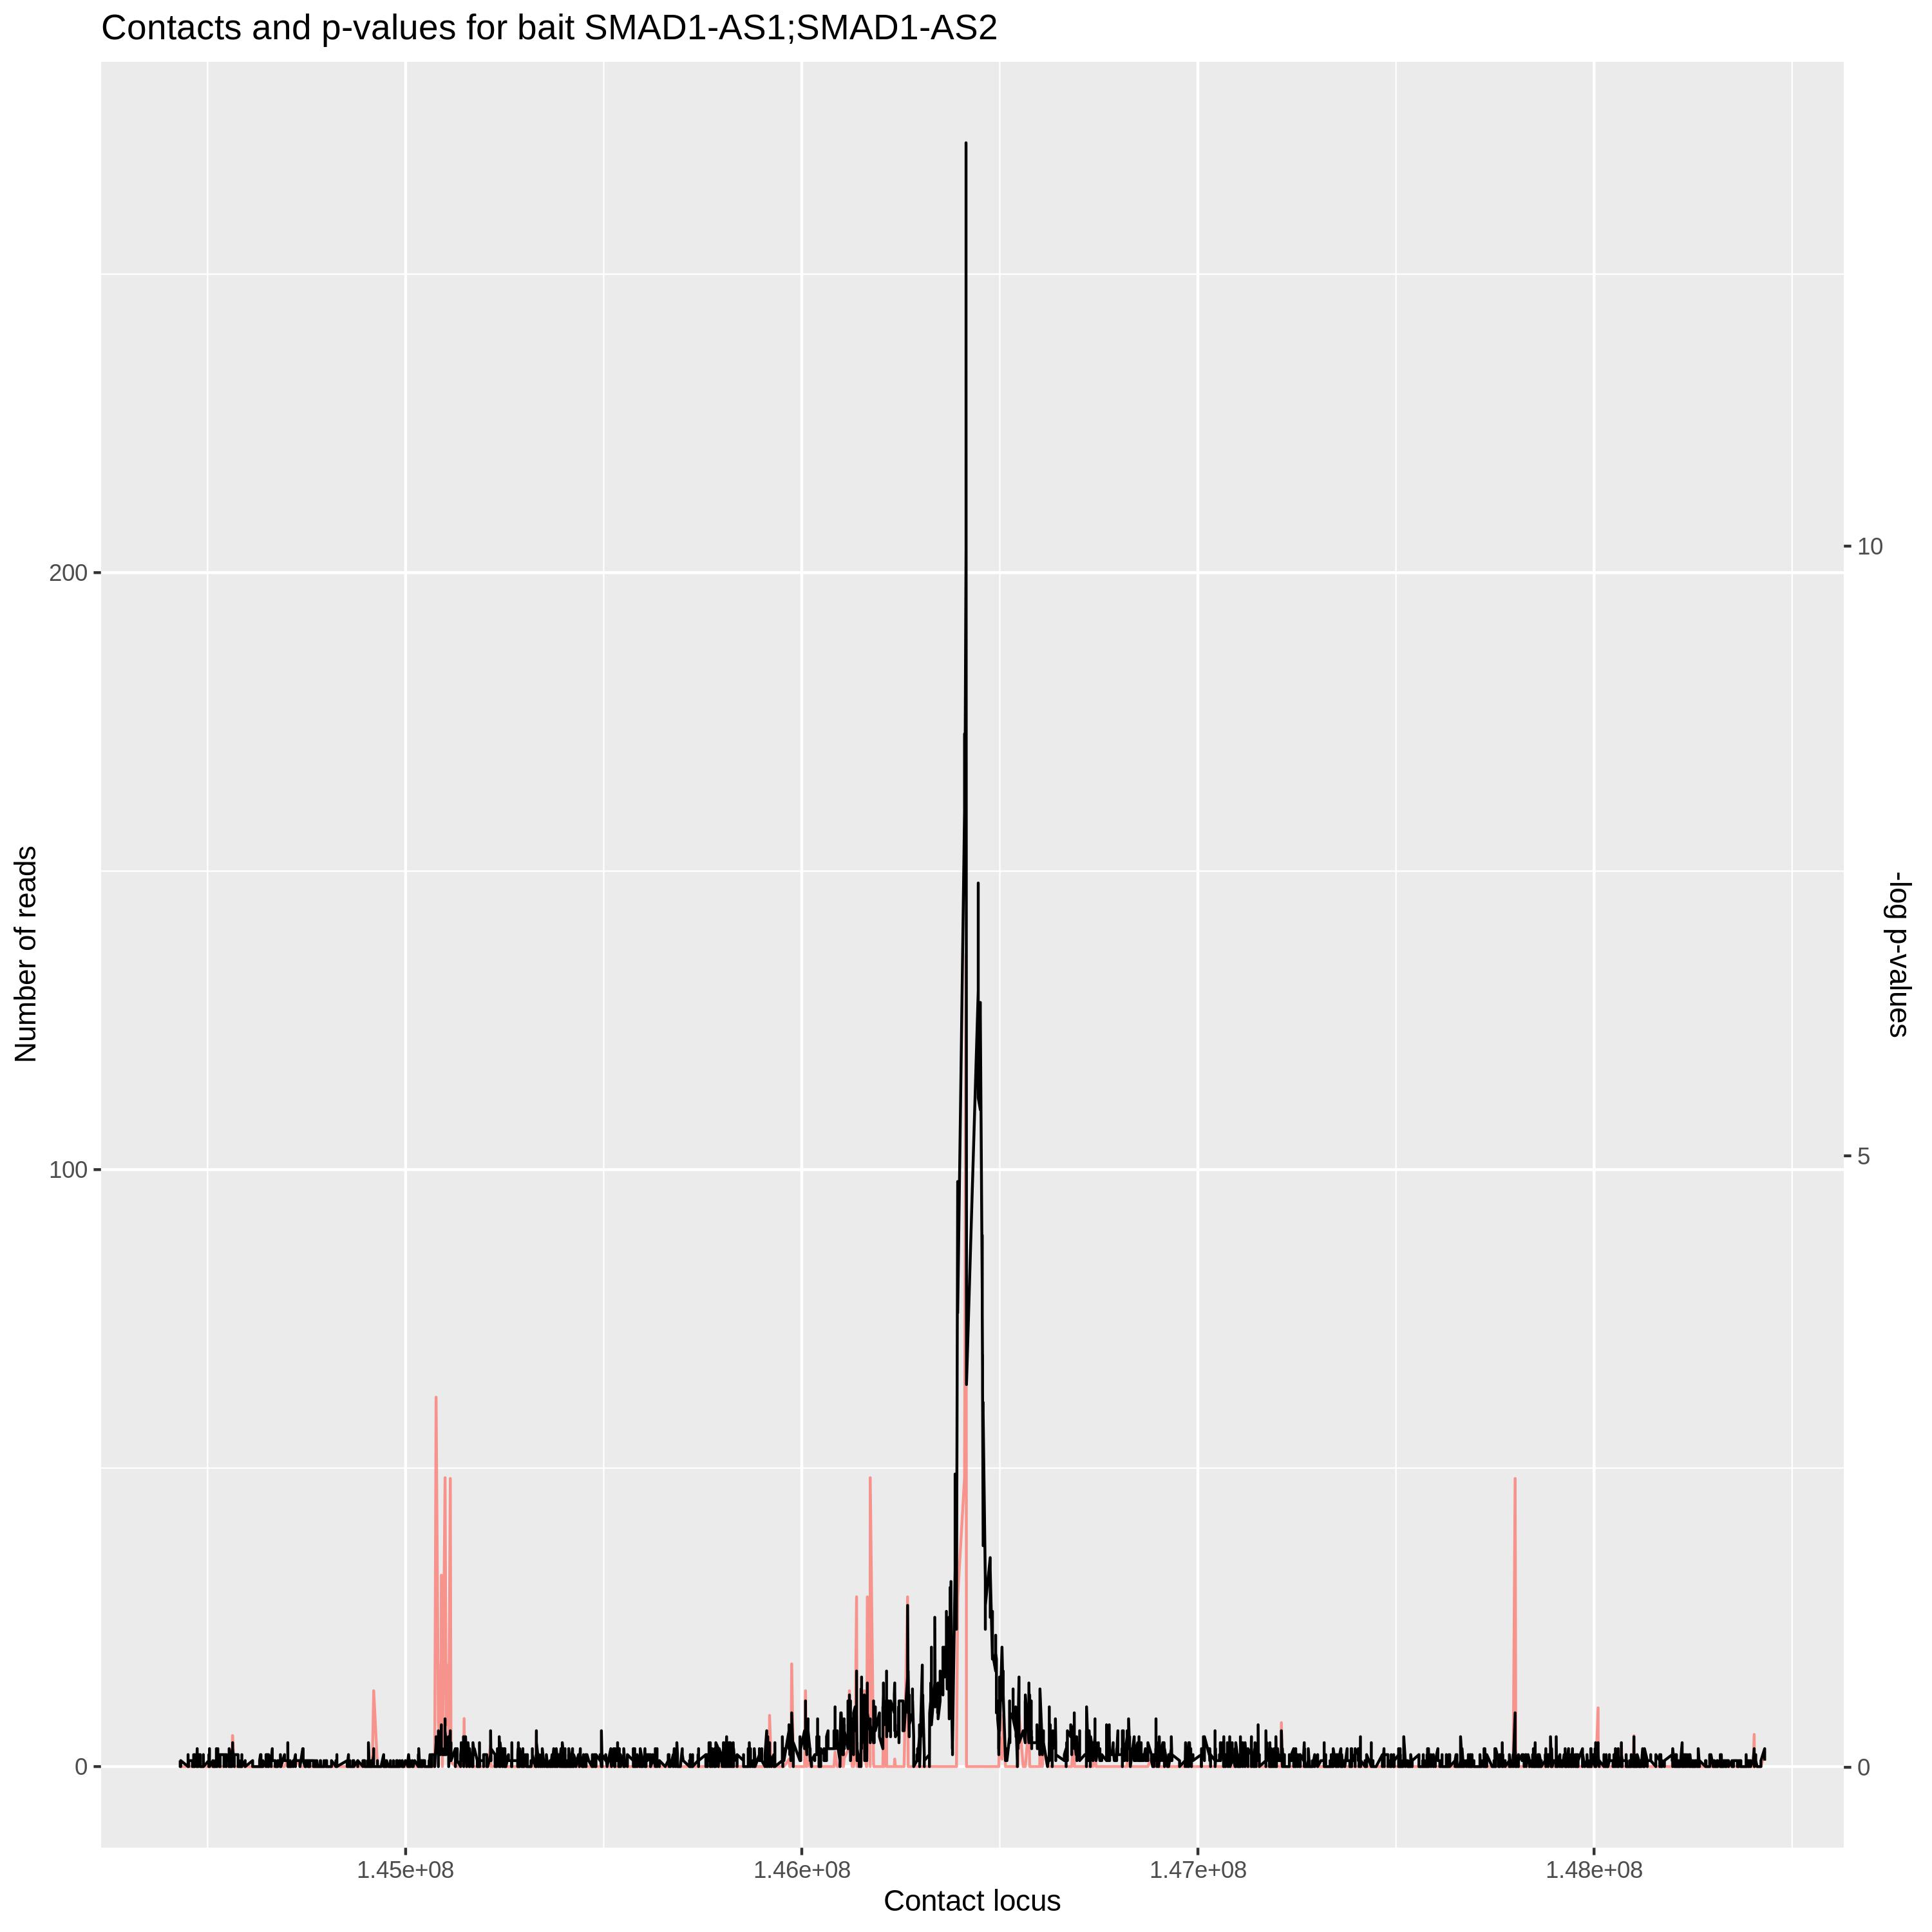 Contacts and p-values for bait SMAD1-AS1;SMAD1-AS2
Number of reads
200
100
0
10
5
0
-log p-values
1.45e+08
1.46e+08
1.47e+08
1.48e+08
Contact locus